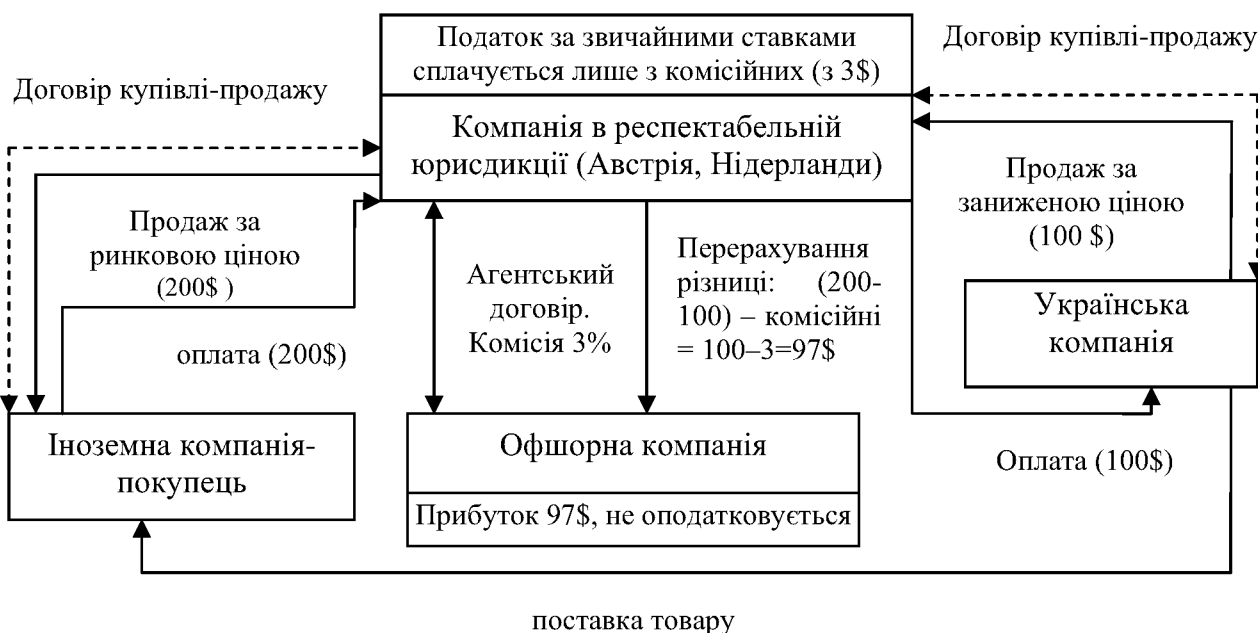 Податок за звичайними ставками
сплачується лише з комісійних (з 3$)
Договір купівлі-продажу
Договір купівлі-продажу
Компанія в респектабельній
юрисдикції (Австрія, Нідерланди)
Продаж за
ринковою ціною
(200$ )
оплата (200$)
Агентський
договір.
Комісія 3%
Перерахування
різниці: (200-
100) – комісійні
= 100–3=97$
Продаж за
заниженою ціною
(100 $)
Українська
компанія
Оплата (100$)
Іноземна компанія-
покупець
Офшорна компанія
Прибуток 97$, не оподатковується
поставка товару